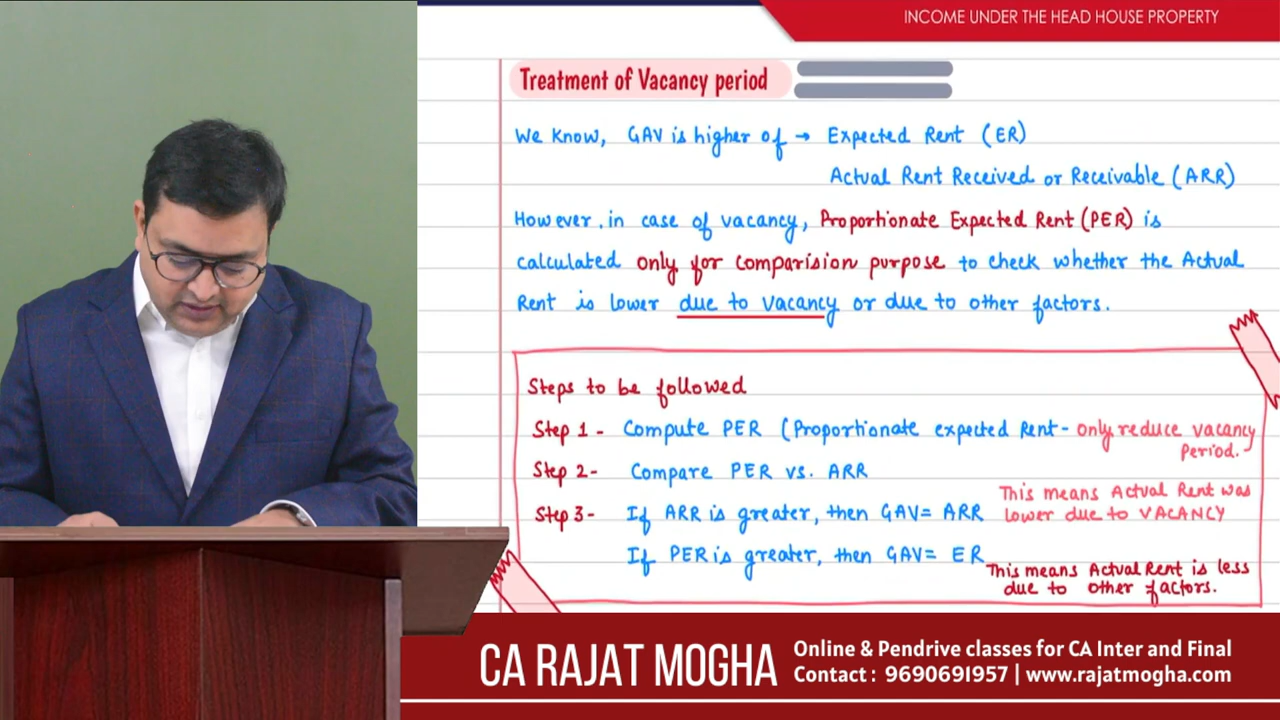 INCOME UNDER THE HEAD HOUSE PROPERTY
Treatment of Vacancy period
We know, GAV is higher of → Expected Rent (ER)
Actual Rent Received or Receivable (ARR)
However, in case of vacancy, Proportionate Expected Rent (PER) is
calculated only for comparision purpose to check whether the Actual
Rent is lower due to vacancy or due to other factors.
Steps to be followed
Step 1 - Compute PER (Proportionate expected Rent - only reduce vacancy
period.
Step 2- Compare PER vs. ARR
Step 3- If ARR is greater, then GAV= ARR
This means Actual Rent was
lower due to VACANCY
If PER is greater, then GAV= ER
This means Actual Rent is less
due to other factors.
CA RAJAT MOGHA
Online & Pendrive classes for CA Inter and Final
Contact : 9690691957 | www.rajatmogha.com